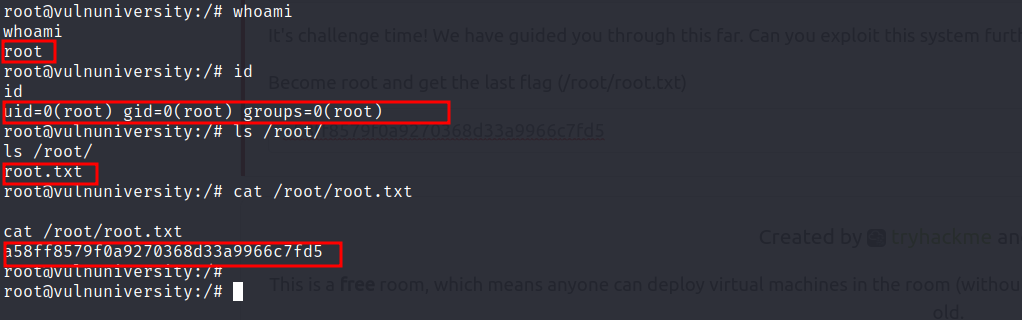 root@vulnuniversity:/# whoami
whoami
It's challenge time! We have guided you through this far. Can you exploit this system furth
root
root@vulnuniversity:/# id
id
Become root and get the last flag (/root/root.txt)
uid=0(root) gid=0(root) groups=0(root)
root@vulnuniversity:/# ls /root/
f8579f0a9270368d33a9966c7fd5
ls /root/
root.txt
root@vulnuniversity:/# cat /root/root.txt
cat /root/root.txt
Created by tryhackme an
a58ff8579f0a9270368d33a9966c7fd5
root@vulnuniversity:/#
root@vulnuniversity:/#
This is a free room, which means anyone can deploy virtual machines in the room (withou
old.